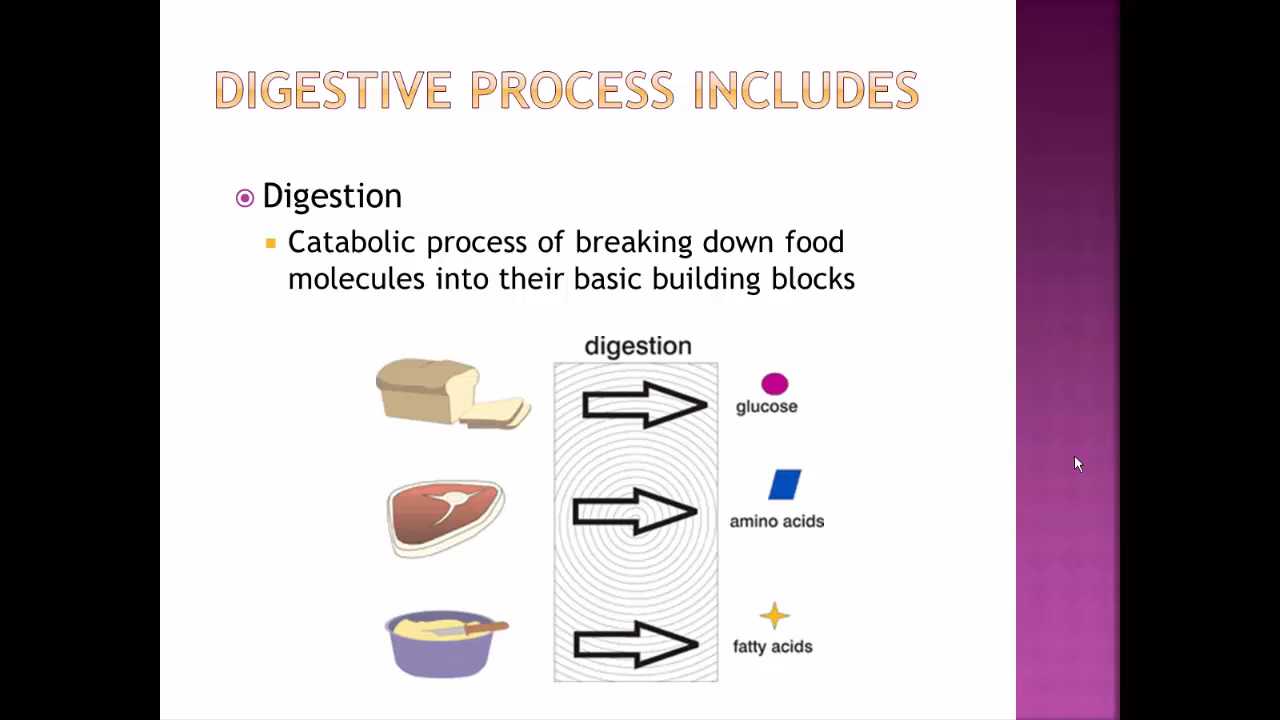 DIGESTIVE PROCESS INCLUDES
Digestion
Catabolic process of breaking down food
molecules into their basic building blocks
digestion
glucose
amino acids
fatty acids